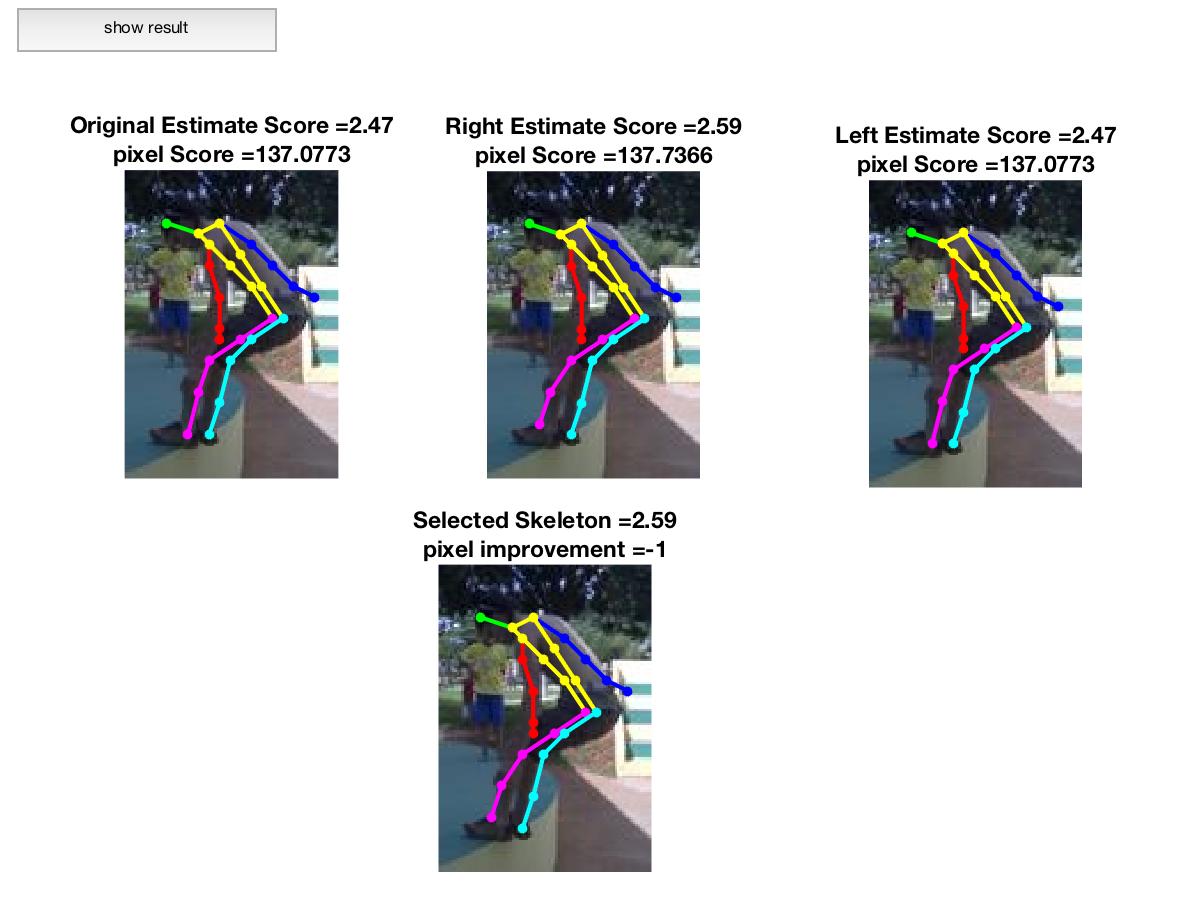 show result
Original Estimate Score =2.47
pixel Score =137.0773
Right Estimate Score =2.59
pixel Score =137.7366
Left Estimate Score =2.47
pixel Score =137.0773
Selected Skeleton =2.59
pixel improvement =-1